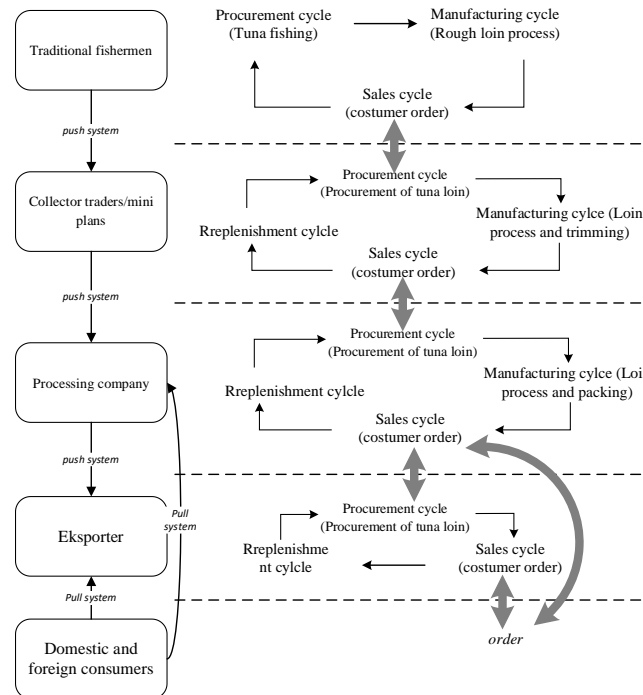 Traditional fishermen
push system
Collector traders/mini
plans
push system
Processing company
push system
Pull
system
Eksporter
Pull system
Domestic and
foreign consumers
Procurement cycle
(Tuna fishing)
Manufacturing cycle
(Rough loin process)
Sales cycle
(costumer order)
Procurement cycle
(Procurement of tuna loin)
Rreplenishment cylcle
Manufacturing cylce (Loin
process and trimming)
Sales cycle
(costumer order)
Procurement cycle
(Procurement of tuna loin)
Rreplenishment cylcle
Manufacturing cylce (Loi
process and packing)
Sales cycle
(costumer order)
Procurement cycle
(Procurement of tuna loin)
Rreplenishme
nt cylcle
Sales cycle
(costumer order)
order